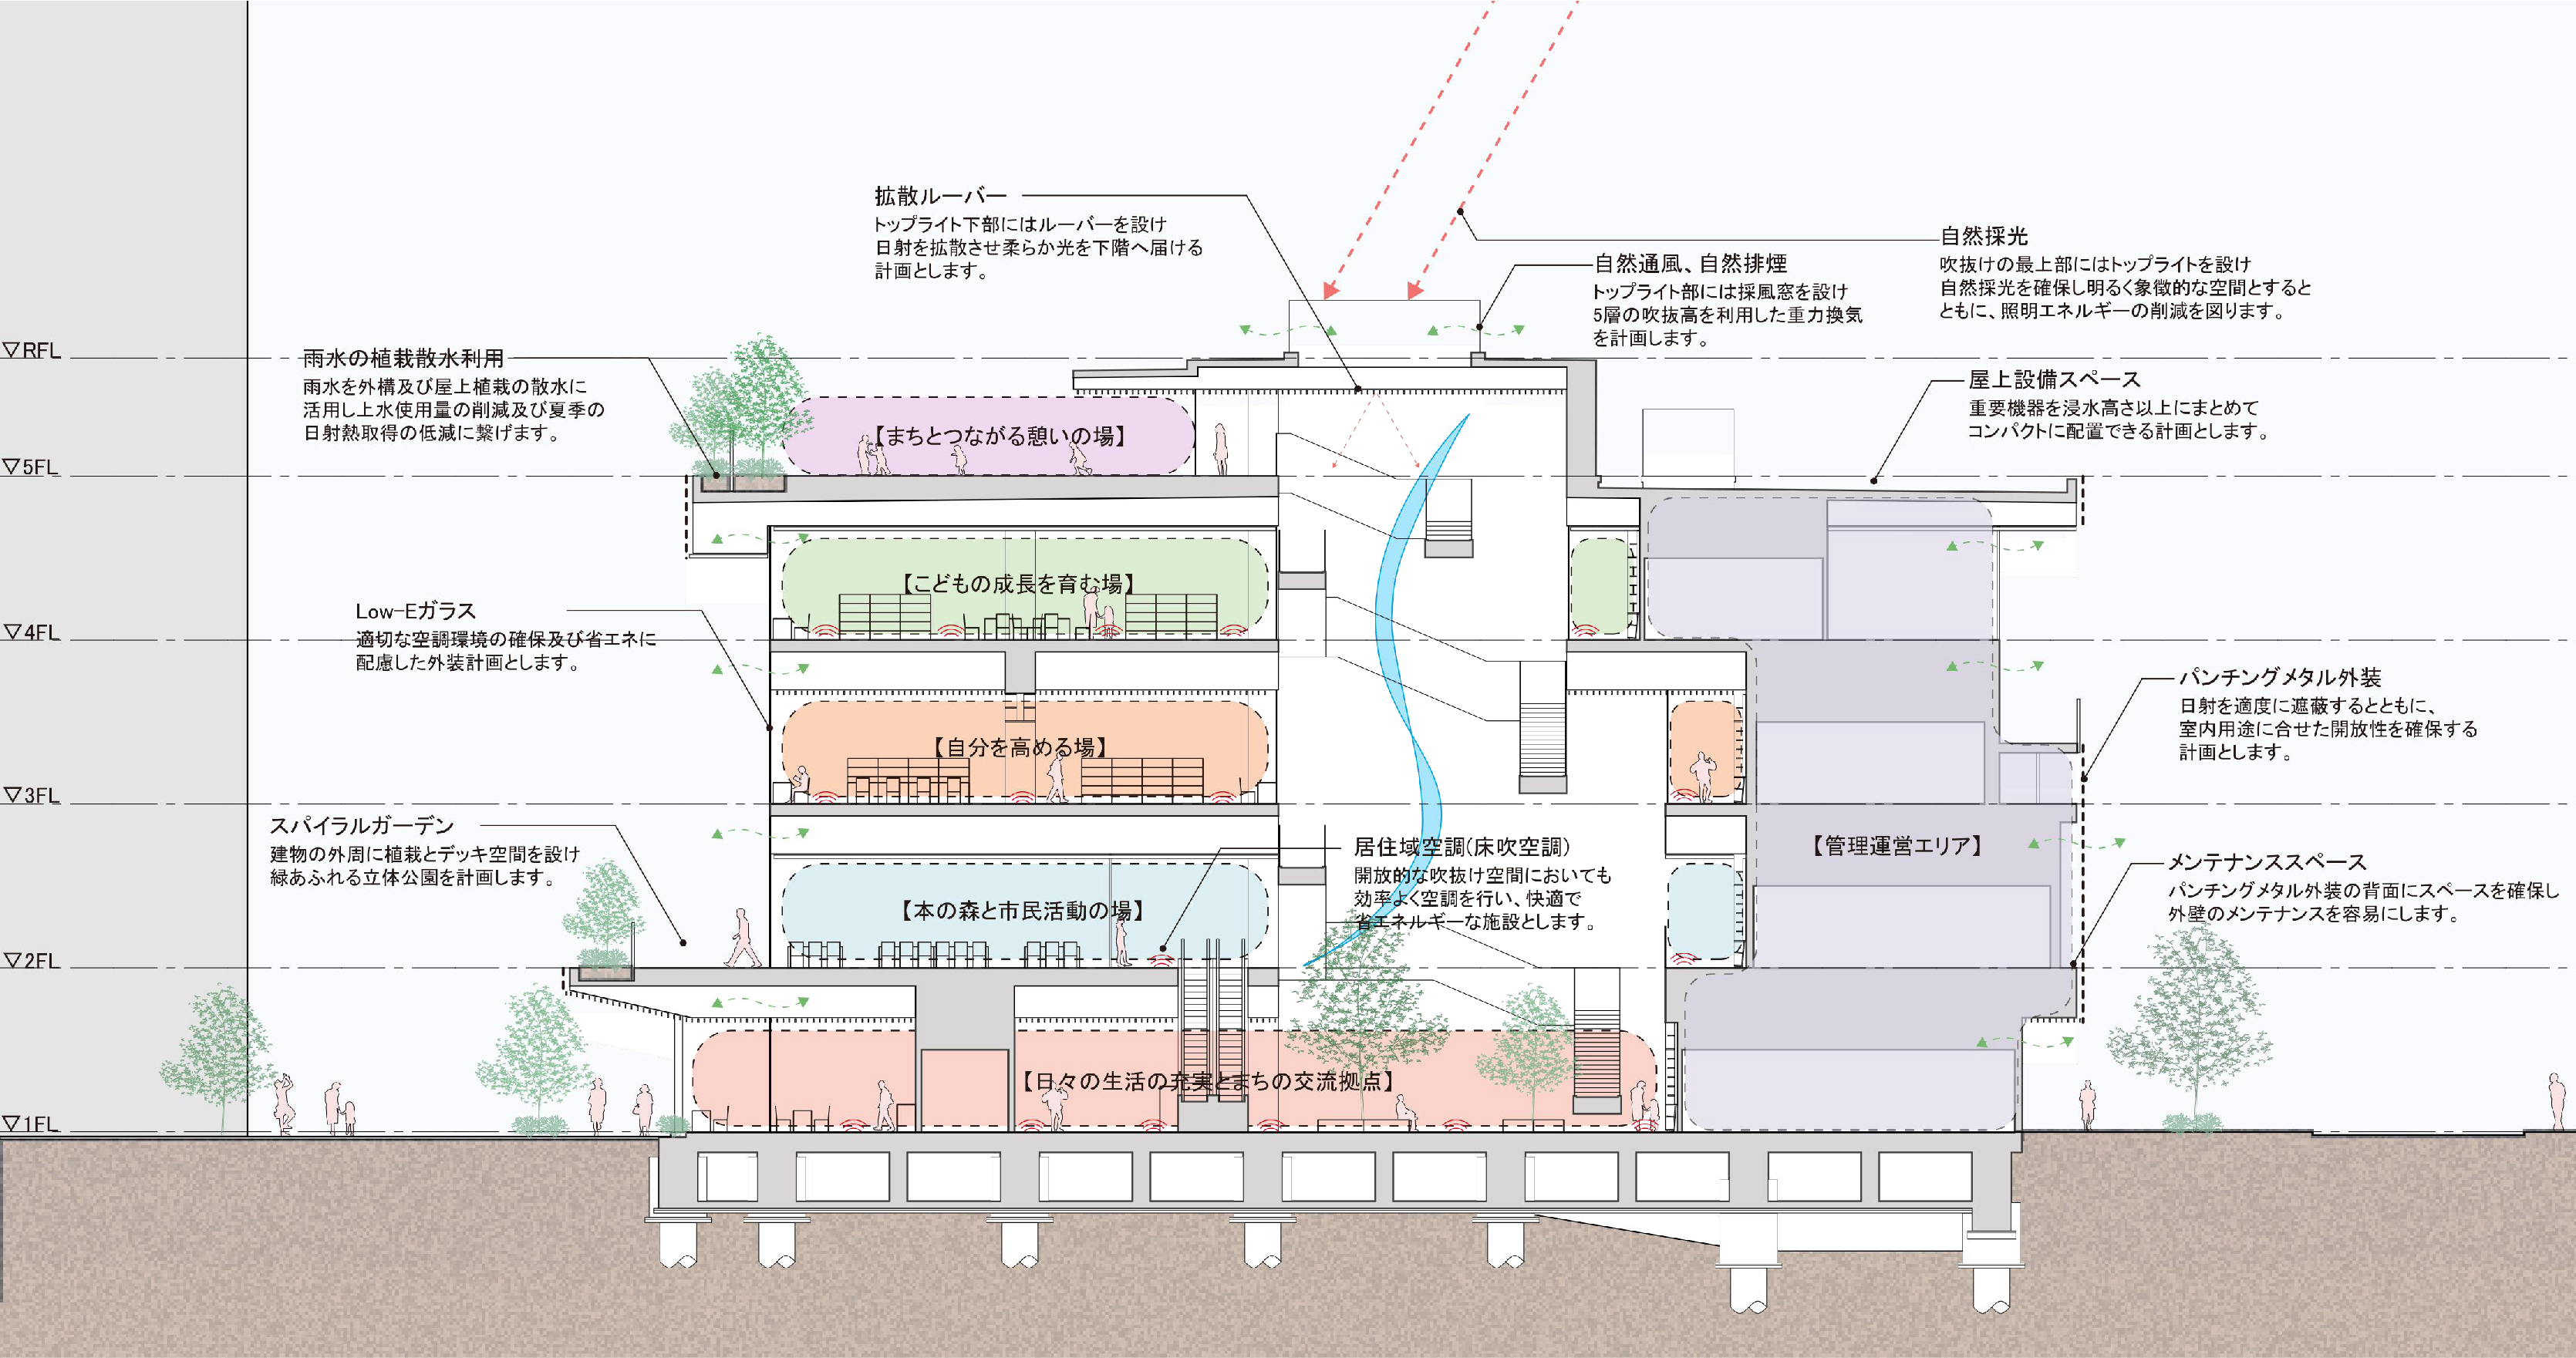 拡散ルーバー
トップライト下部にはルーバーを設け
日射を拡散させ柔らか光を下階へ届ける
計画とします。
自然採光
吹抜けの最上部にはトップライトを設け
自然採光を確保し明るく象徴的な空間とすると
ともに、照明エネルギーの削減を図ります。
自然通風、自然排煙
トップライト部には採風窓を設け
5層の吹抜高を利用した重力換気
を計画します。
▽RFL
雨水の植栽散水利用
雨水を外構及び屋上植栽の散水に
活用し上水使用量の削減及び夏季の
日射熱取得の低減に繋げます。
屋上設備スペース
重要機器を浸水高さ以上にまとめて
コンパクトに配置できる計画とします。
【まちとつながる憩いの場】
▽5FL
【こどもの成長を育む場】
Low-Eガラス
適切な空調環境の確保及び省エネに
配慮した外装計画とします。
▽4FL
パンチングメタル外装
日射を適度に遮蔽するとともに、
室内用途に合せた開放性を確保する
計画とします。
【自分を高める場】
▽3FL
スパイラルガーデン
建物の外周に植栽とデッキ空間を設け
緑あふれる立体公園を計画します。
居住域空調(床吹空調)
開放的な吹抜け空間においても
効率よく空調を行い、快適で
省エネルギーな施設とします。
【管理運営エリア】
メンテナンススペース
パンチングメタル外装の背面にスペースを確保し
外壁のメンテナンスを容易にします。
【本の森と市民活動の場】
▽2FL
【日々の生活の充実とまちの交流拠点】
▽1FL